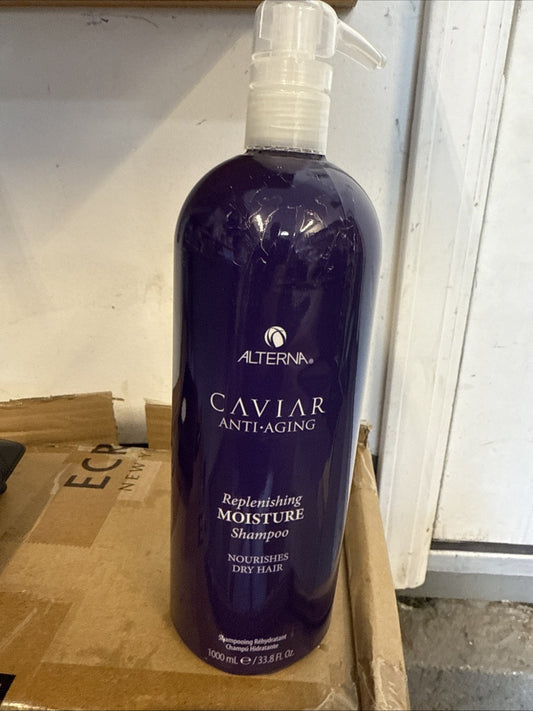 ALTERNA®
CAVIAR
ANTI•AGING
Replenishing
MOISTURE
Shampoo
NOURISHES
DRY HAIR
Shampooing Réhydratant
Champú Hidratante
1000 mL ℮ / 33.8 Fl. Oz.
ECR
NEW Y